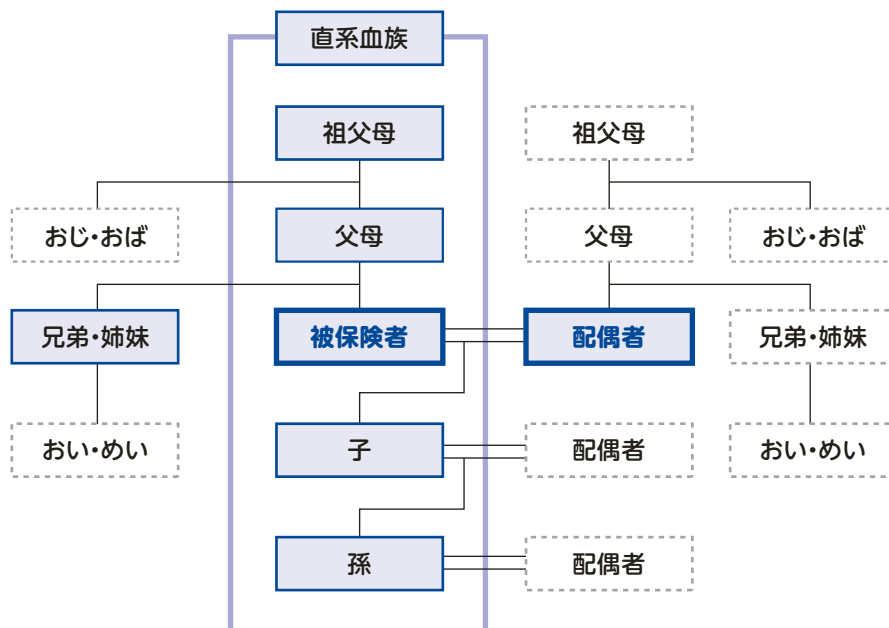 直系血族
祖父母
祖父母
おじ・おば
父母
父母
おじ・おば
兄弟・姉妹
被保険者
配偶者
兄弟・姉妹
おい・めい
子
配偶者
おい・めい
孫
配偶者